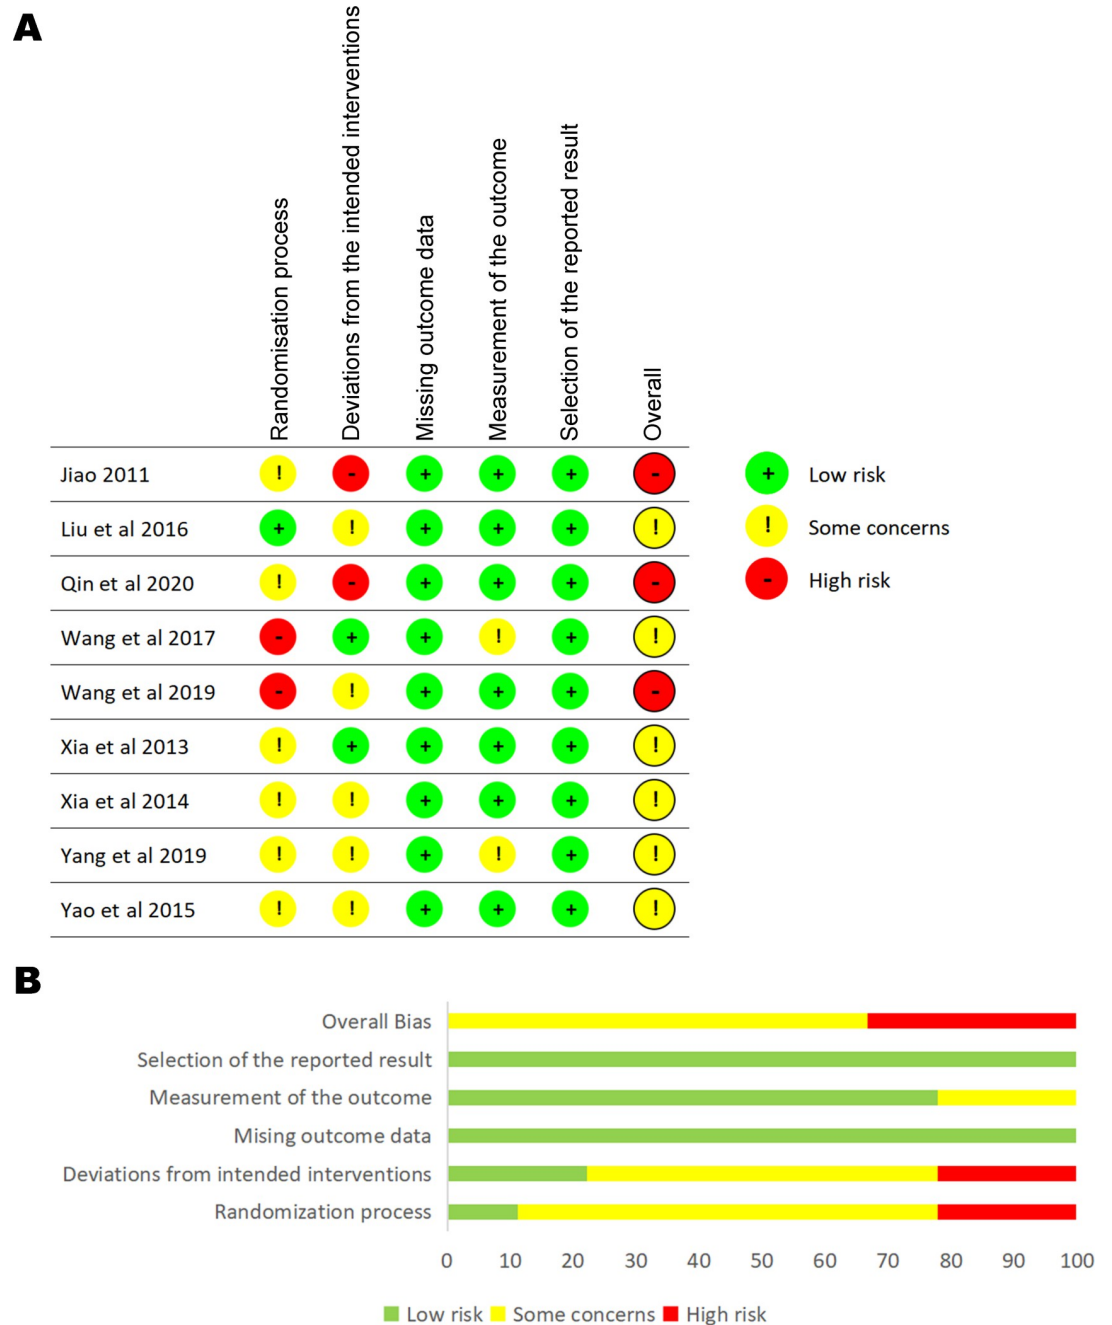 A
Randomisation process
Deviations from the intended interventions
Missing outcome data
Measurement of the outcome
Selection of the reported result
Overall
Jiao 2011 ! - + + + -
Liu et al 2016 + ! + + + !
Qin et al 2020 ! - + + + -
Wang et al 2017 - + + ! + !
Wang et al 2019 - ! + + + -
Xia et al 2013 ! + + + + !
Xia et al 2014 ! ! + + + !
Yang et al 2019 ! ! + ! + !
Yao et al 2015 ! ! + + + !
+ Low risk
! Some concerns
- High risk
B
Overall Bias
Selection of the reported result
Measurement of the outcome
Mising outcome data
Deviations from intended interventions
Randomization process
0 10 20 30 40 50 60 70 80 90 100
Low risk Some concerns High risk